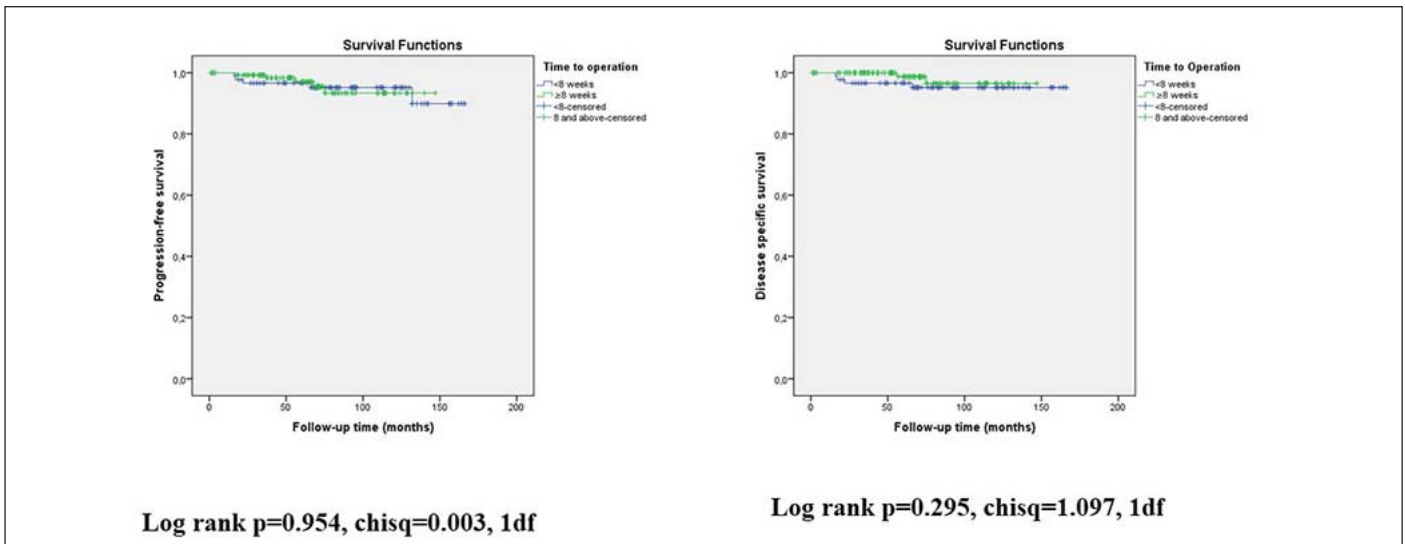 Survival Functions
Progression-free survival
1,0
0,8
0,6
0,4
0,2
0,0
0 50 100 150 200
Follow-up time (months)
Time to operation
<8 weeks
≥8 weeks
<8-censored
8 and above-censored
Log rank p=0.954, chisq=0.003, 1df
Survival Functions
Disease specific survival
1,0
0,8
0,6
0,4
0,2
0,0
0 50 100 150 200
Follow-up time (months)
Time to Operation
<8 weeks
≥8 weeks
<8-censored
8 and above-censored
Log rank p=0.295, chisq=1.097, 1df